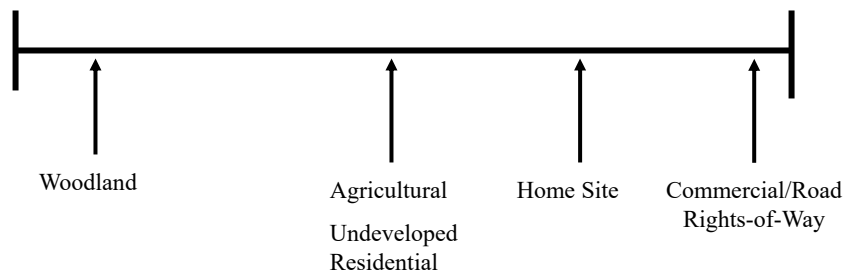 Woodland
Agricultural
Undeveloped
Residential
Home Site
Commercial/Road
Rights-of-Way